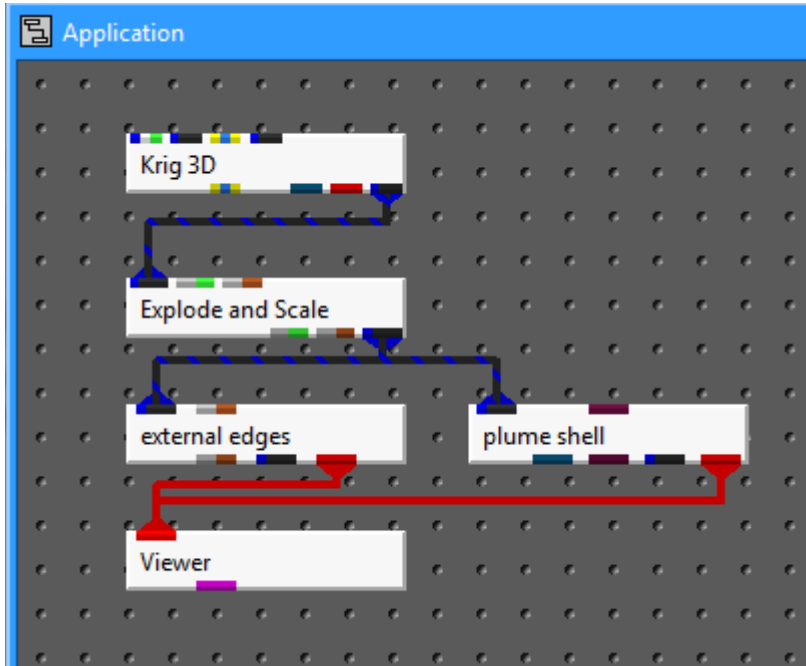 Application
Krig 3D
Explode and Scale
external edges
plume shell
Viewer